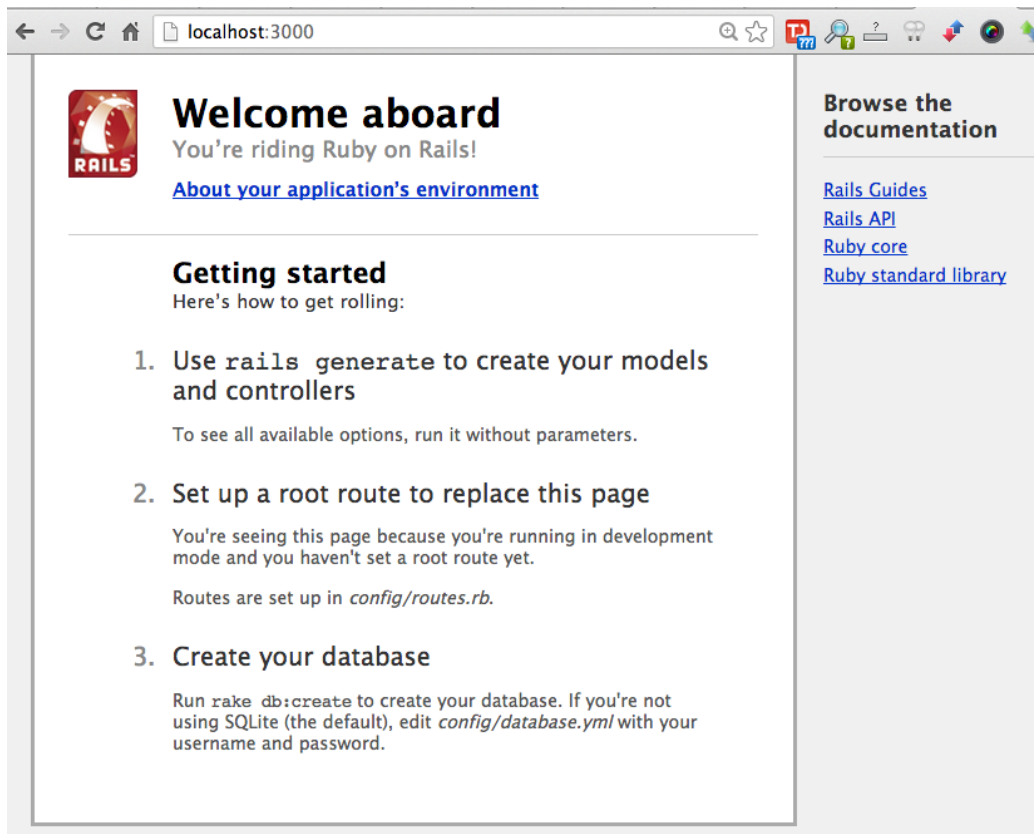 localhost:3000
?
777
?
RAILS
Welcome aboard
You're riding Ruby on Rails!
About your application's environment
Getting started
Here's how to get rolling:
1. Use rails generate to create your models
and controllers
To see all available options, run it without parameters.
2. Set up a root route to replace this page
You're seeing this page because you're running in development
mode and you haven't set a root route yet.
Routes are set up in config/routes.rb.
3. Create your database
Run rake db:create to create your database. If you're not
using SQLite (the default), edit config/database.yml with your
username and password.
Browse the
documentation
Rails Guides
Rails API
Ruby core
Ruby standard library